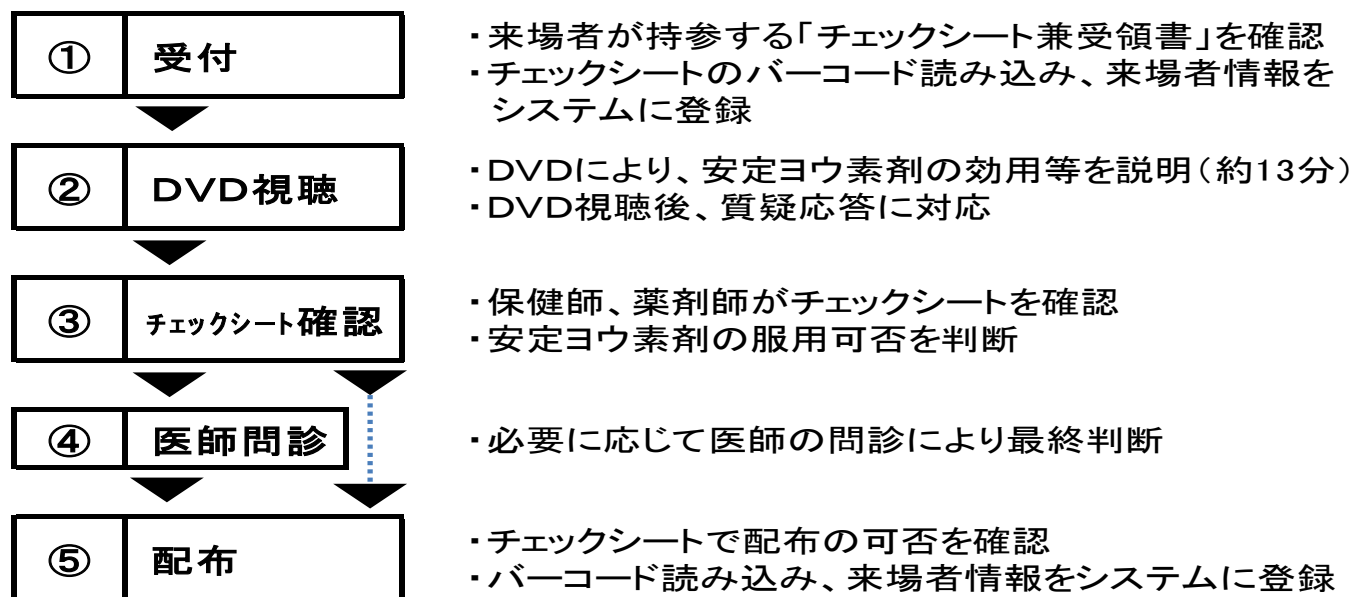 ① 受付
・来場者が持参する「チェックシート兼受領書」を確認
・チェックシートのバーコード読み込み、来場者情報を
システムに登録
② DVD視聴
・DVDにより、安定ヨウ素剤の効用等を説明(約13分)
・DVD視聴後、質疑応答に対応
③ チェックシート確認
・保健師、薬剤師がチェックシートを確認
・安定ヨウ素剤の服用可否を判断
④ 医師問診
・必要に応じて医師の問診により最終判断
⑤ 配布
・チェックシートで配布の可否を確認
・バーコード読み込み、来場者情報をシステムに登録